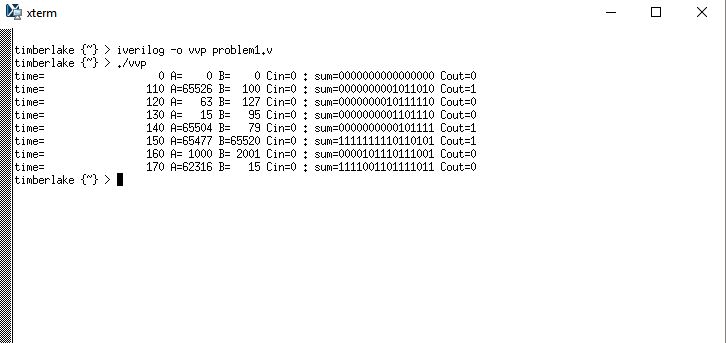 xterm
timberlake {~} > iverilog -o vvp problem1.v
timberlake {~} > ./vvp
time=                   0 A=    0 B=    0 Cin=0 : sum=0000000000000000 Cout=0
time=                 110 A=65526 B=  100 Cin=0 : sum=0000000001011010 Cout=1
time=                 120 A=   63 B=  127 Cin=0 : sum=0000000010111110 Cout=0
time=                 130 A=   15 B=   95 Cin=0 : sum=0000000001101110 Cout=0
time=                 140 A=65504 B=   79 Cin=0 : sum=0000000000101111 Cout=1
time=                 150 A=65477 B=65520 Cin=0 : sum=1111111110110101 Cout=1
time=                 160 A= 1000 B= 2001 Cin=0 : sum=0000101110111001 Cout=0
time=                 170 A=62316 B=   15 Cin=0 : sum=1111001101111011 Cout=0
timberlake {~} >